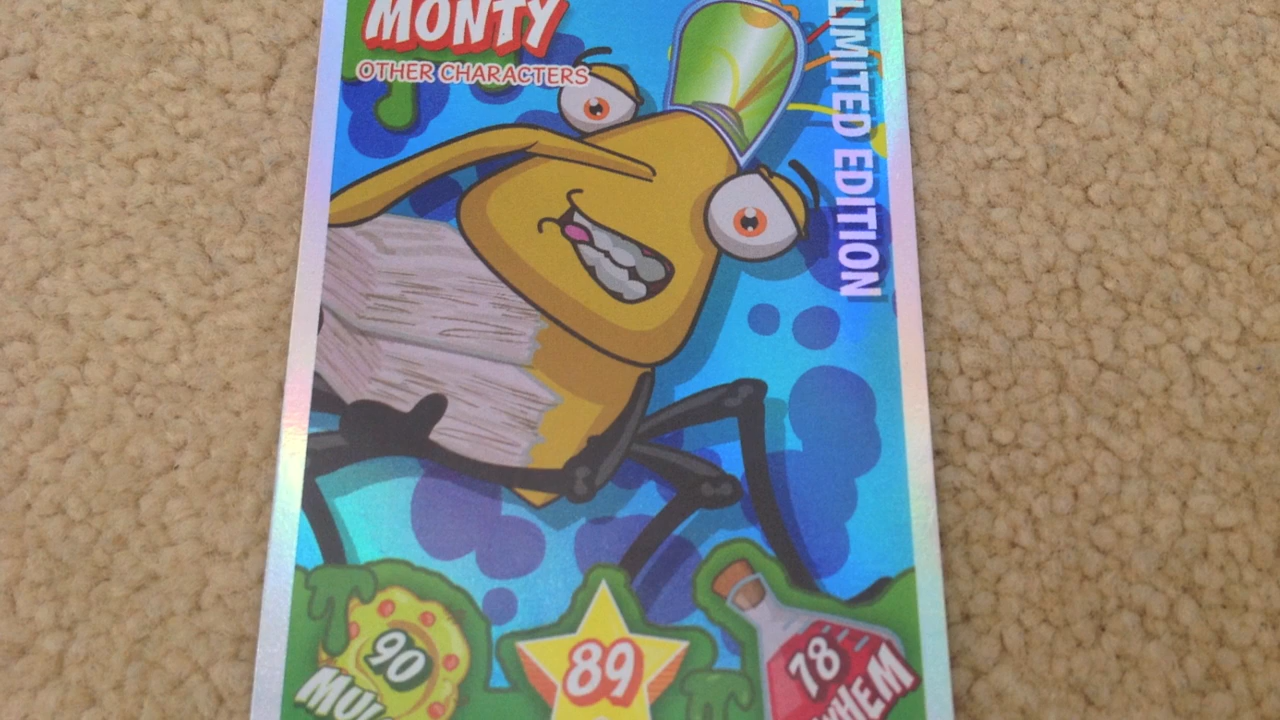 MONTY
OTHER CHARACTERS
LIMITED EDITION
90
89
78